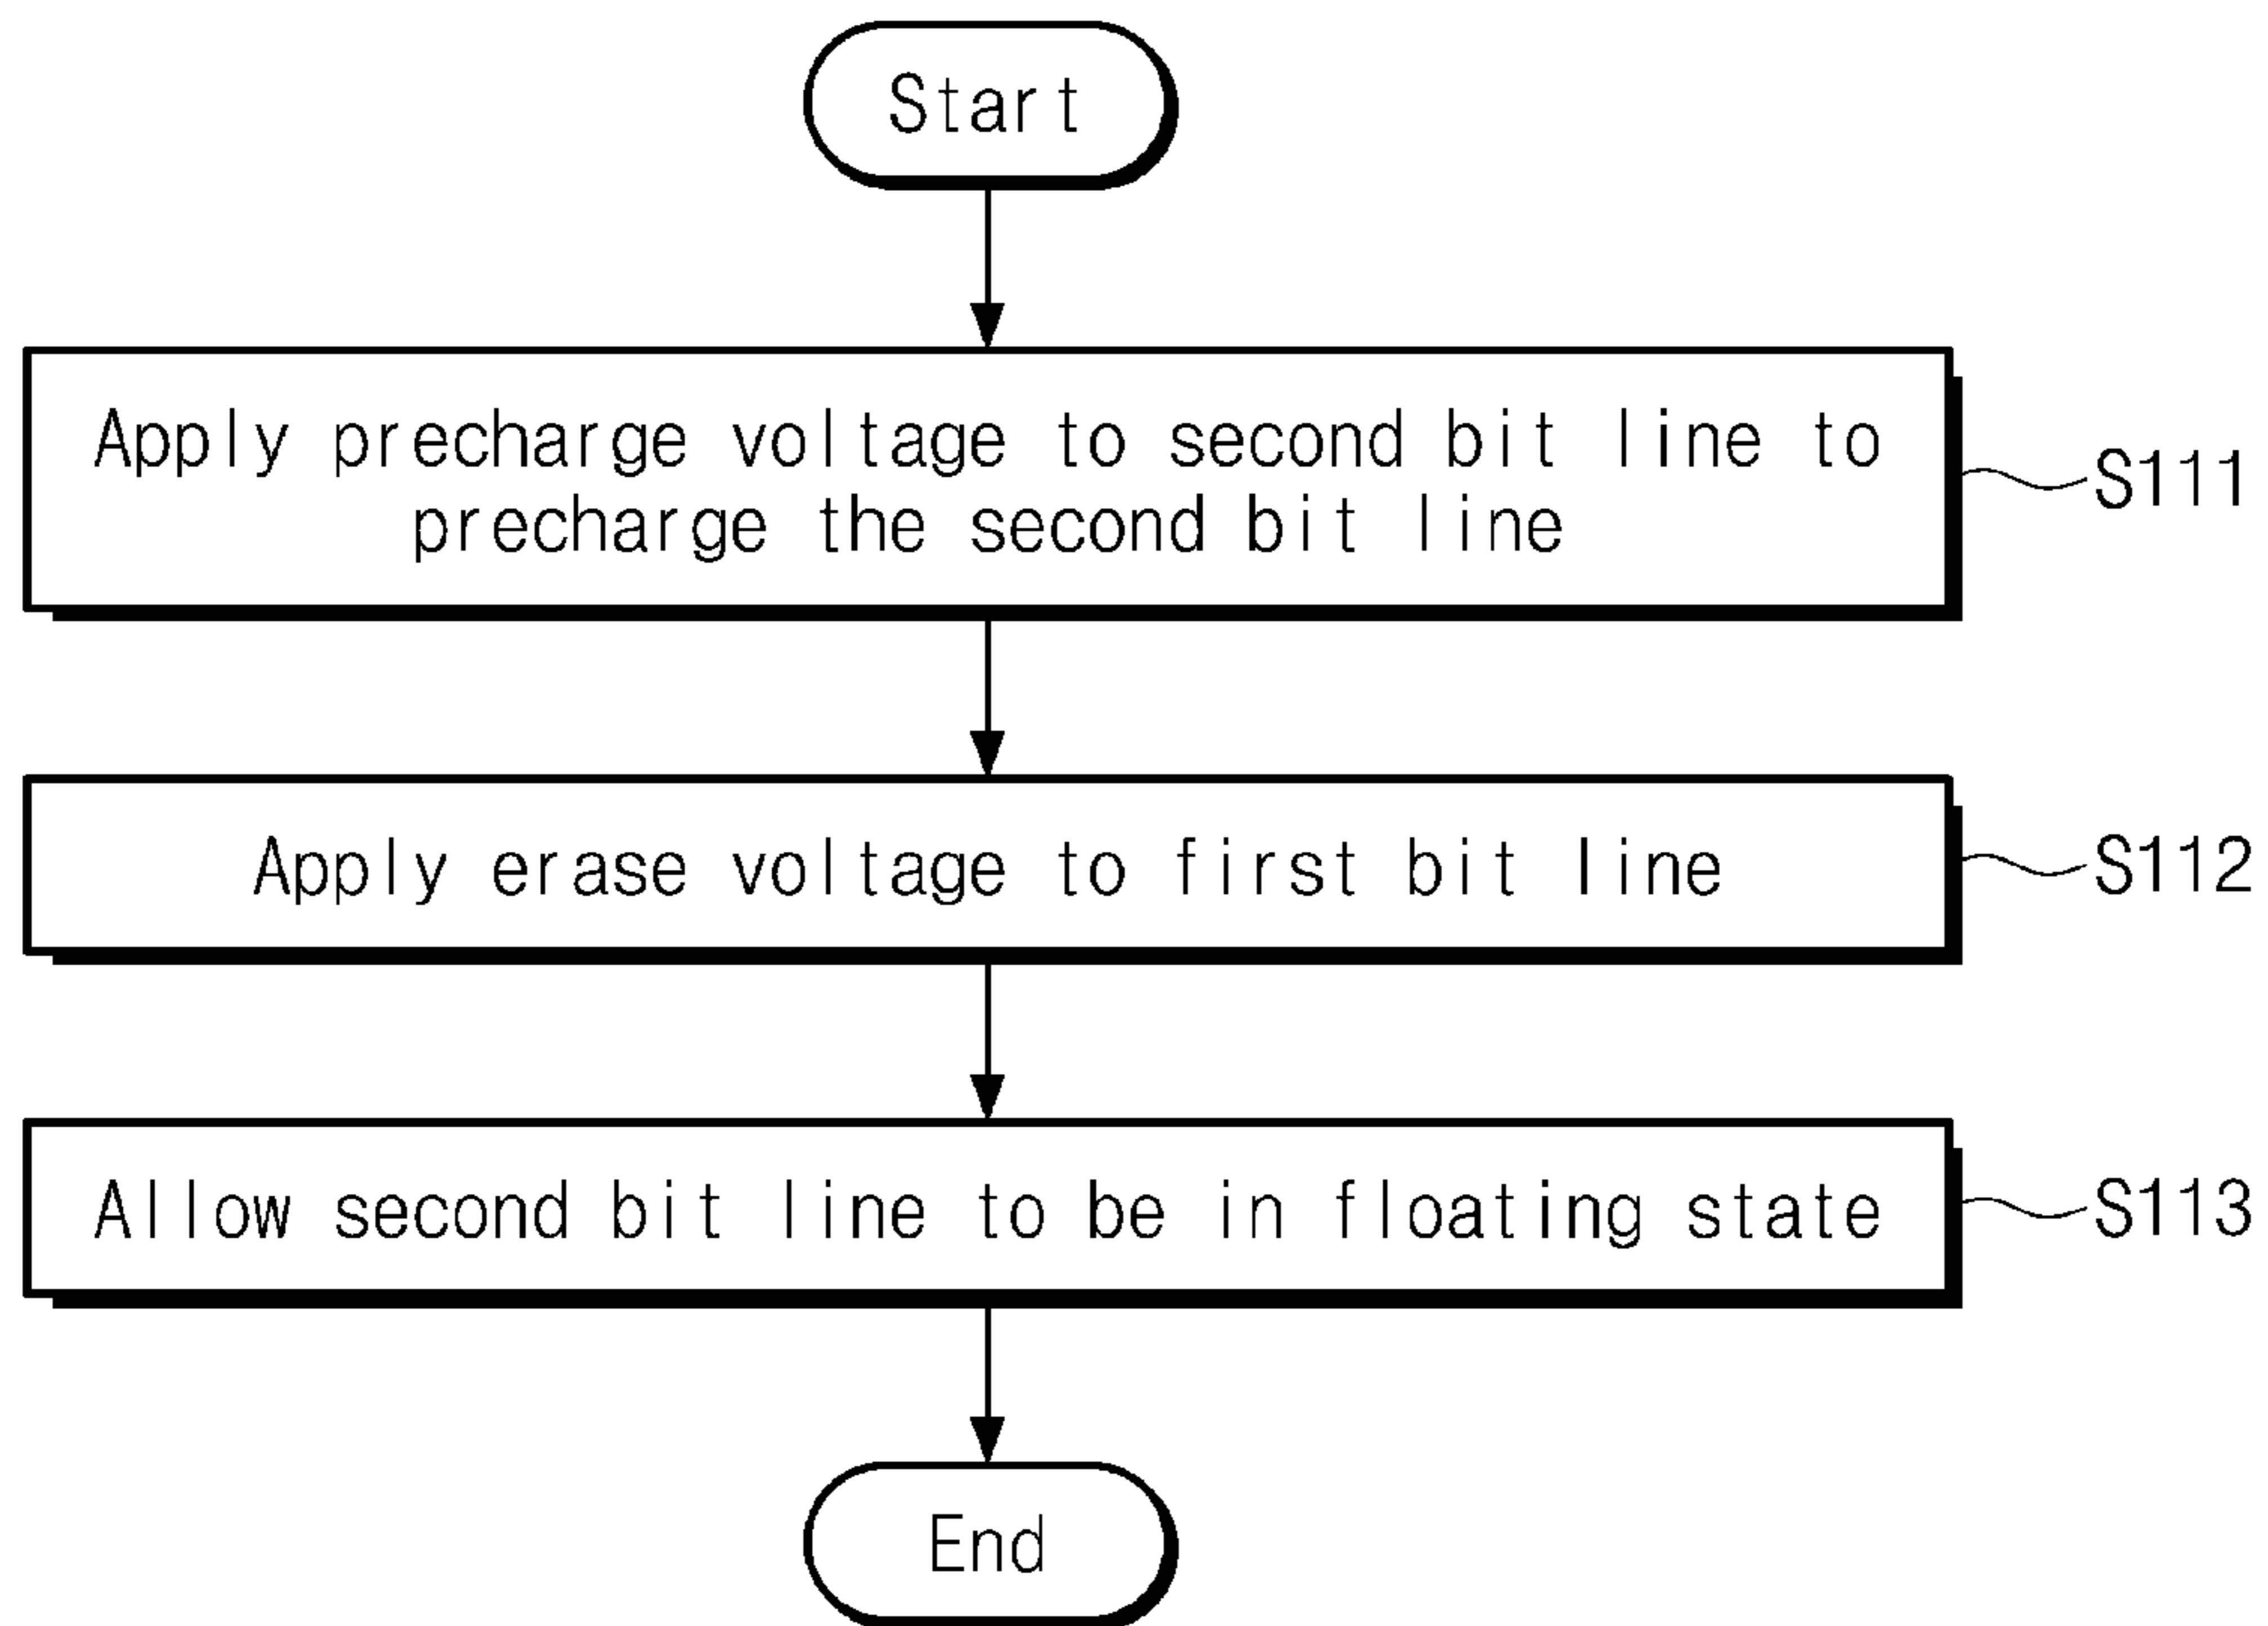 Start
Apply precharge voltage to second bit line to
precharge the second bit line
S111
Apply erase voltage to first bit line
S112
Allow second bit line to be in floating state
S113
End